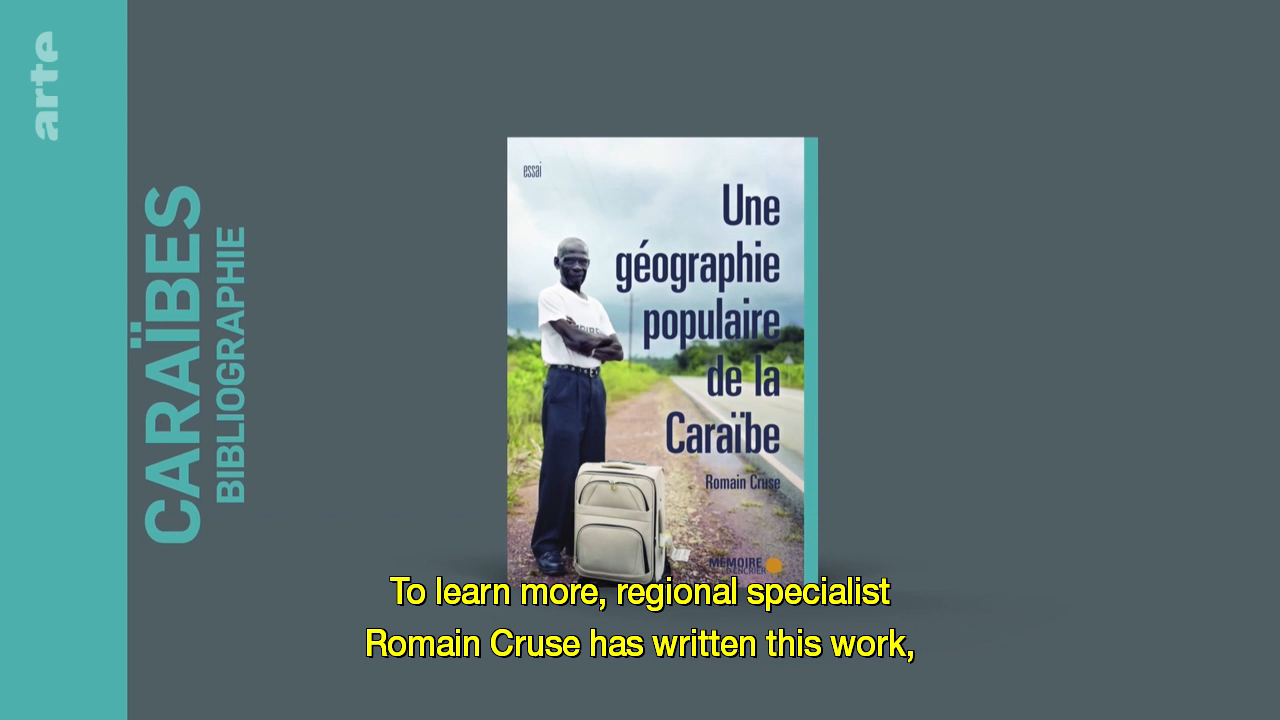 arte
CARAÏBES
BIBLIOGRAPHIE
essai
Une
géographie
populaire
de la
Caraïbe
Romain Cruse
MÉMOIRE
D'ENCRIER
To learn more, regional specialist
Romain Cruse has written this work,